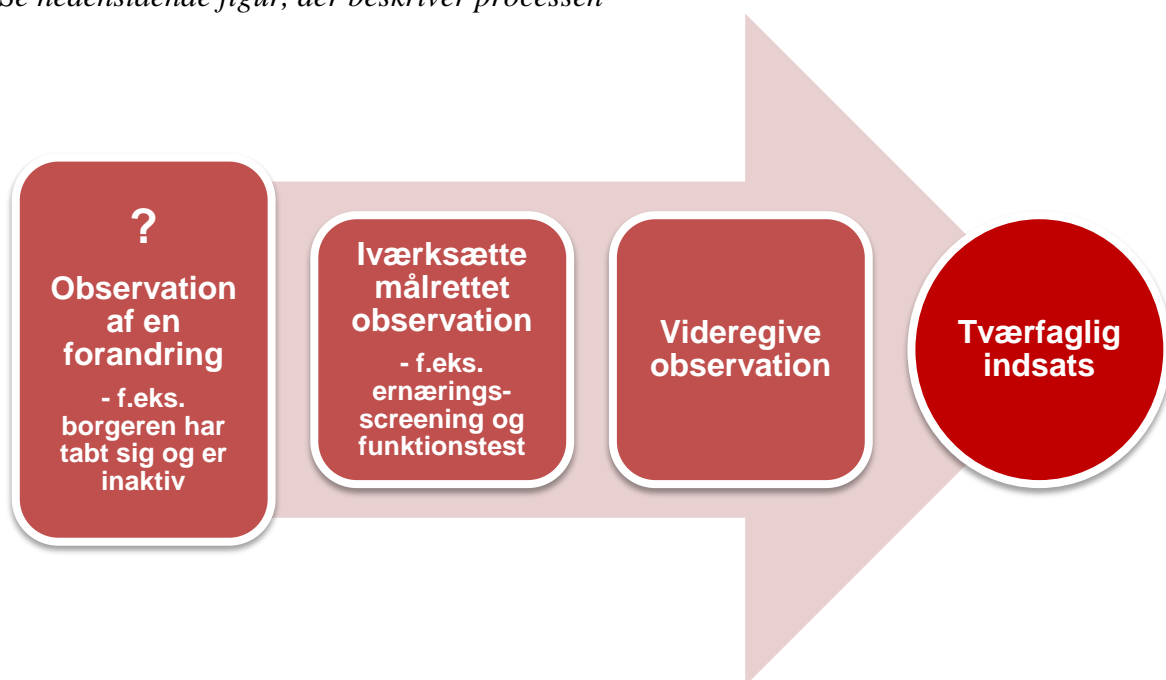 Se nedenstående figur, der beskriver processen
?
Observation
af en
forandring
- f.eks.
borgeren har
tabt sig og er
inaktiv
Iværksætte
målrettet
observation
- f.eks.
ernærings-
screening og
funktionstest
Videregive
observation
Tværfaglig
indsats